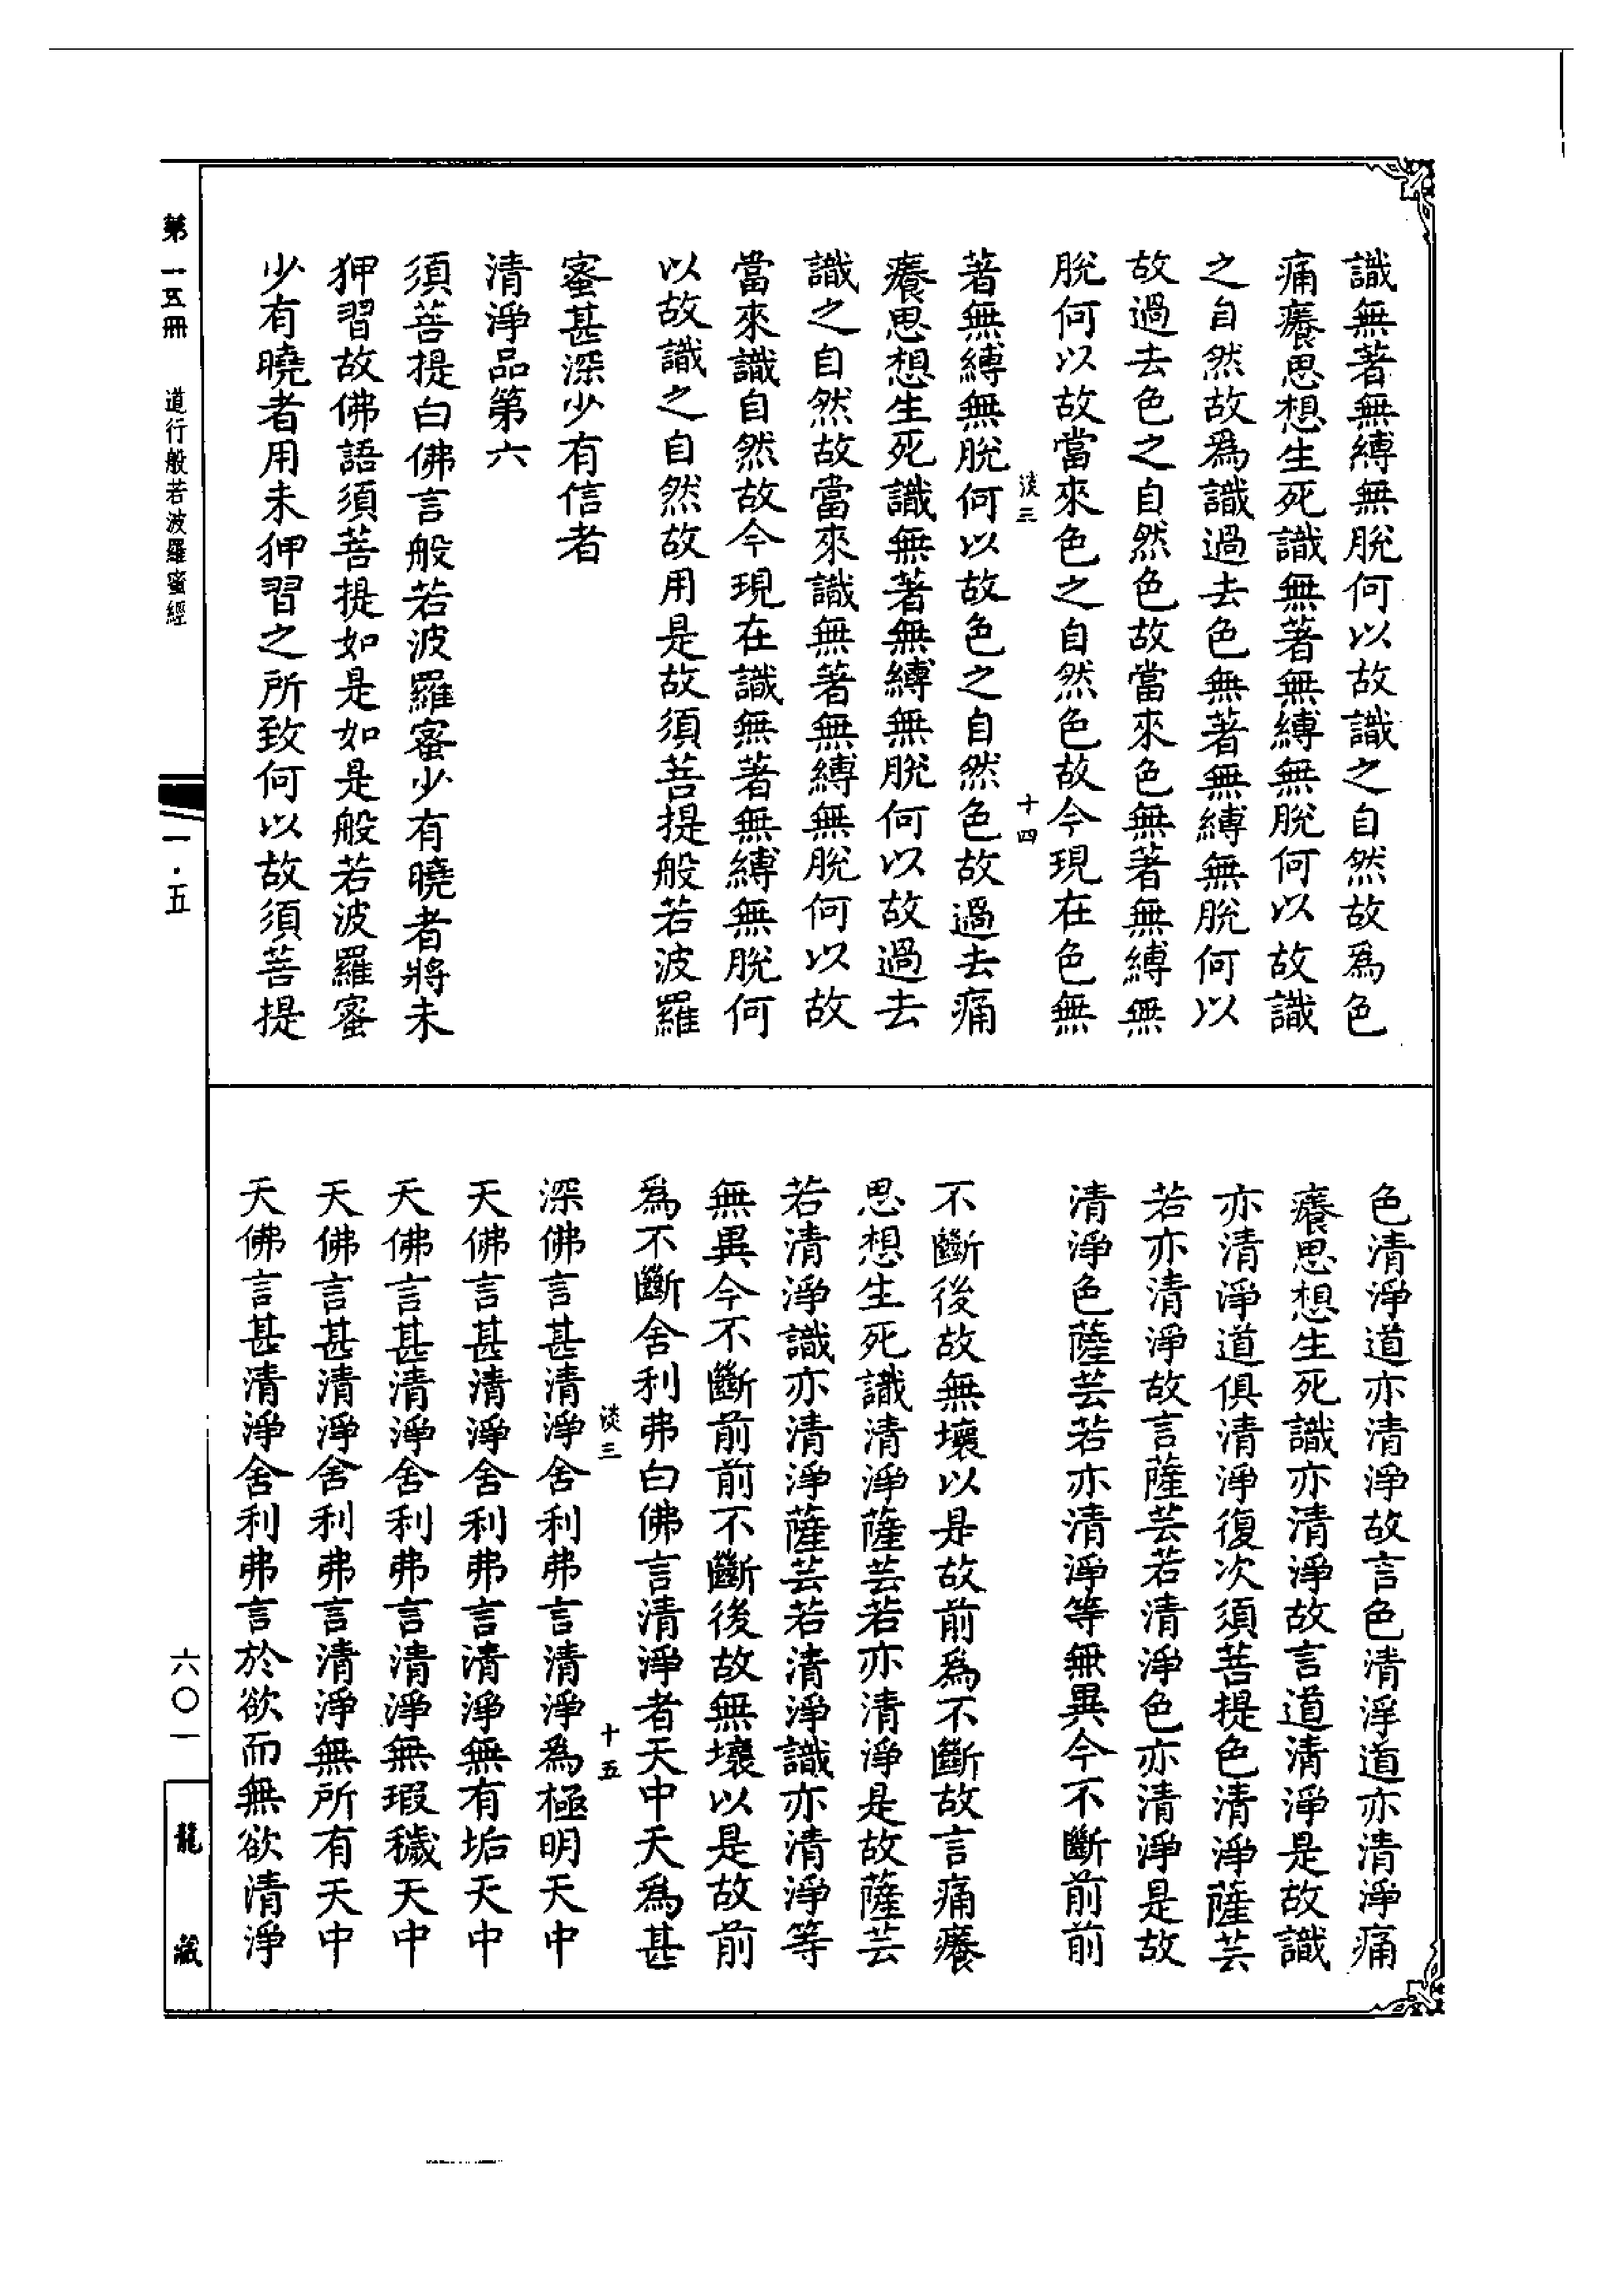 識無著無縛無脫何以故識之自然故爲色
痛癢思想生死識無著無縛無脫何以故識
之自然故爲識過去色無著無縛無脫何以
故過去色之自然色故當來色無著無縛無
脫何以故當來色之自然色故今現在色無
淡三 十四
著無縛無脫何以故色之自然色故過去痛
癢思想生死識無著無縛無脫何以故過去
識之自然故當來識無著無縛無脫何以故
當來識自然故今現在識無著無縛無脫何
以故識之自然故用是故須菩提般若波羅
蜜甚深少有信者
清淨品第六
須菩提白佛言般若波羅蜜少有曉者將未
狎習故佛語須菩提如是如是般若波羅蜜
少有曉者用未狎習之所致何以故須菩提
色清淨道亦清淨故言色清淨道亦清淨痛
癢思想生死識亦清淨故言道清淨是故識
亦清淨道俱清淨復次須菩提色清淨薩芸
若亦清淨故言薩芸若清淨色亦清淨是故
清淨色薩芸若亦清淨等無異今不斷前前
不斷後故無壞以是故前爲不斷故言痛癢
思想生死識清淨薩芸若亦清淨是故薩芸
若清淨識亦清淨薩芸若清淨識亦清淨等
無異今不斷前前不斷後故無壞以是故前
爲不斷舍利弗白佛言清淨者天中天爲甚
淡三 十五
深佛言甚清淨舍利弗言清淨爲極明天中
天佛言甚清淨舍利弗言清淨無有垢天中
天佛言甚清淨舍利弗言清淨無瑕穢天中
天佛言甚清淨舍利弗言清淨無所有天中
天佛言甚清淨舍利弗言於欲而無欲清淨
第一五冊 道行般若波羅蜜經
一·五
六〇一
龍藏